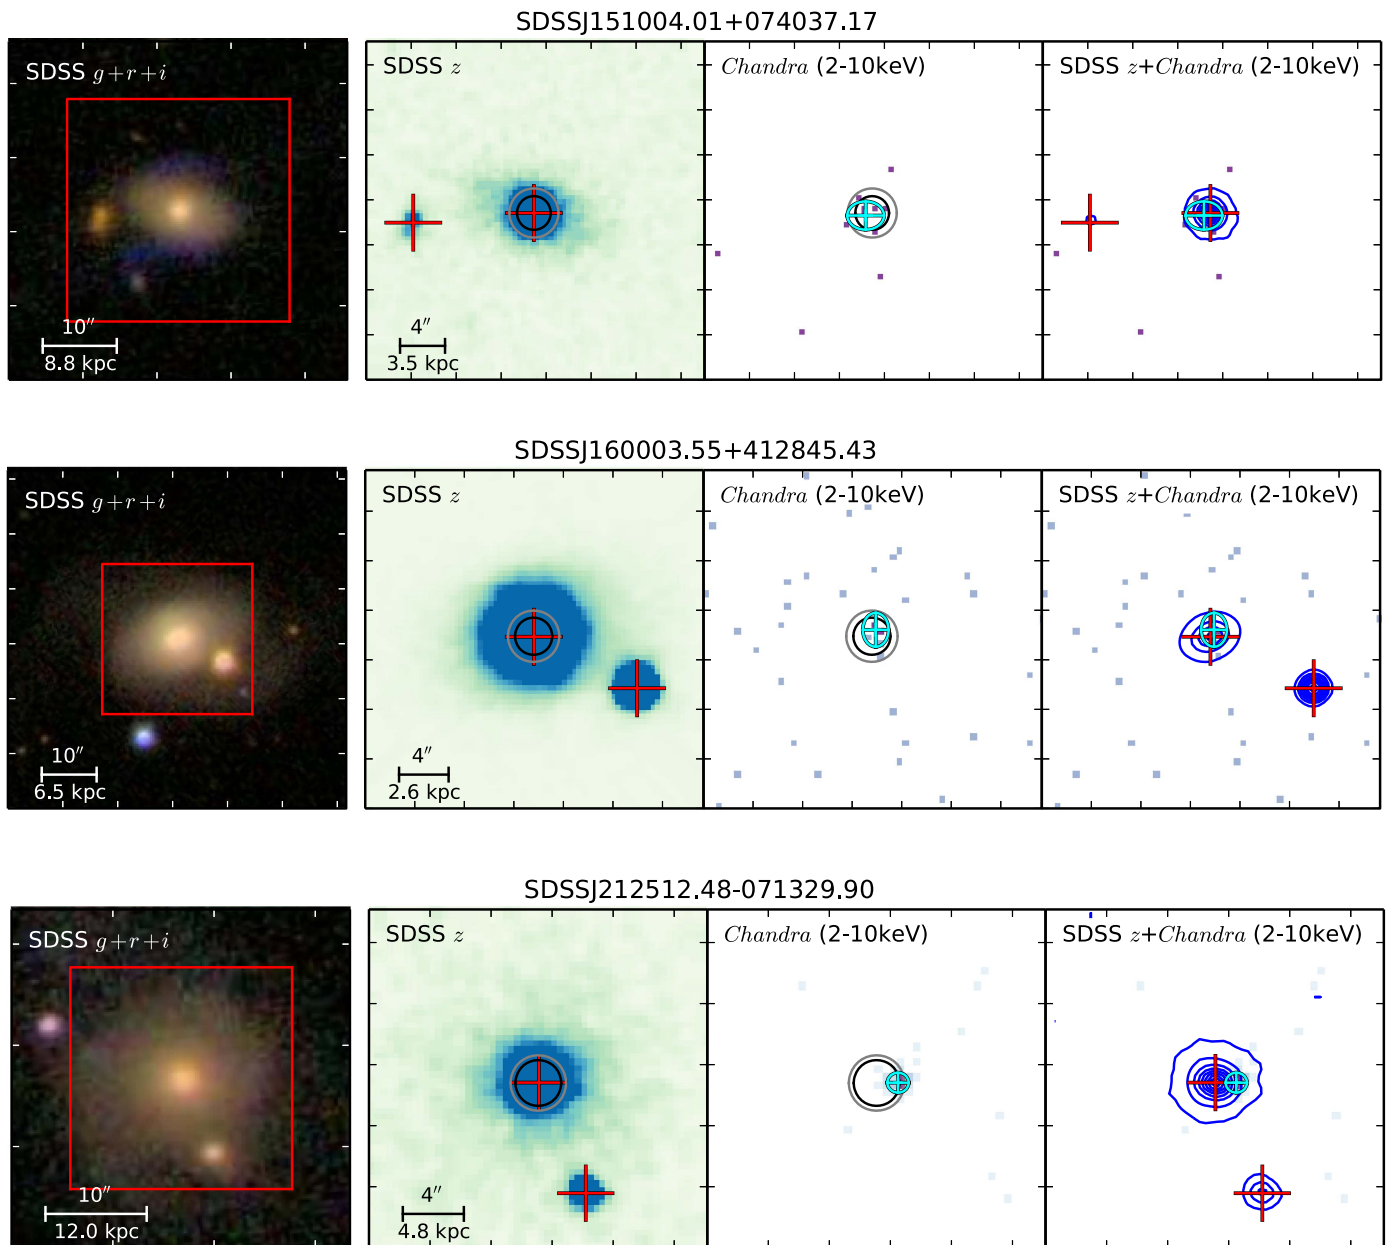 SDSSJ151004.01+074037.17
SDSS g+r+i
SDSS z
Chandra (2-10keV)
SDSS z+Chandra (2-10keV)
10″
8.8 kpc
4″
3.5 kpc
SDSSJ160003.55+412845.43
SDSS g+r+i
SDSS z
Chandra (2-10keV)
SDSS z+Chandra (2-10keV)
10″
6.5 kpc
4″
2.6 kpc
SDSSJ212512.48-071329.90
SDSS g+r+i
SDSS z
Chandra (2-10keV)
SDSS z+Chandra (2-10keV)
10″
12.0 kpc
4″
4.8 kpc